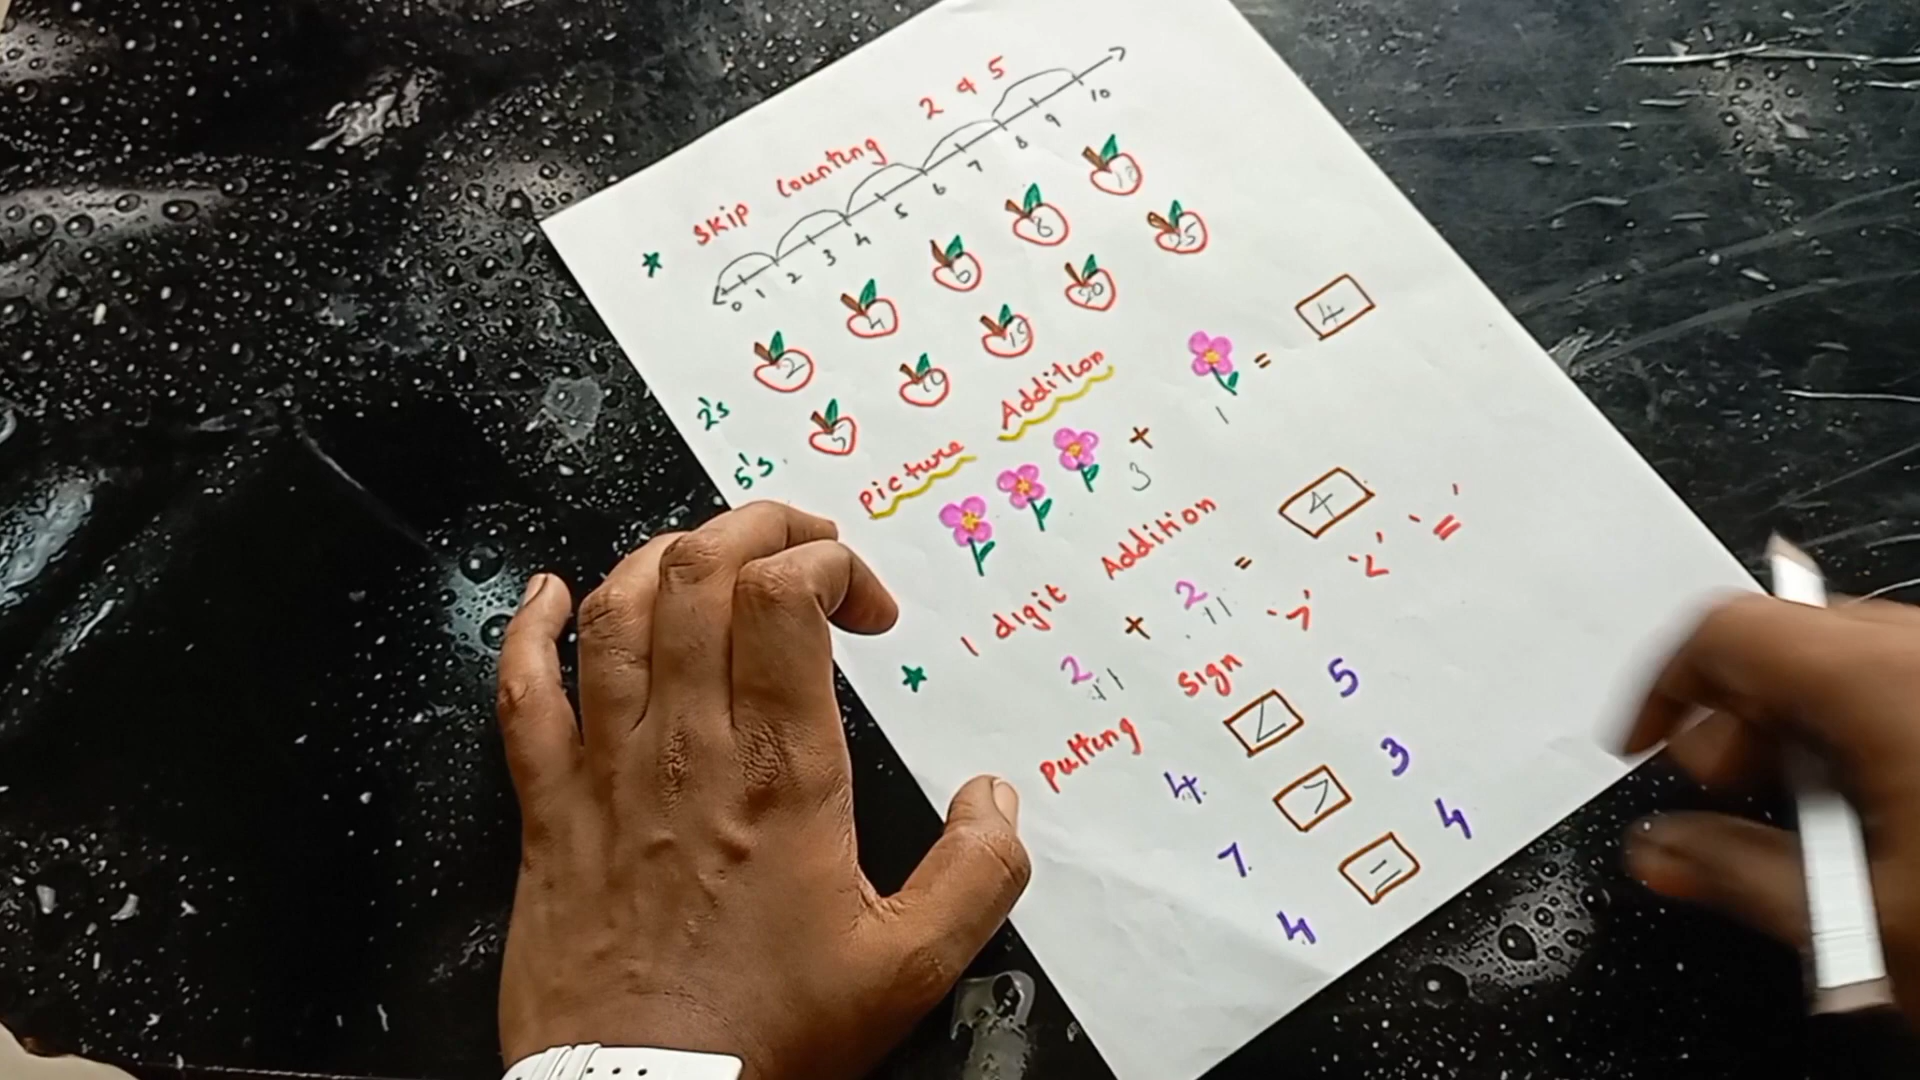 ★ Skip Counting 2 & 5
0 1 2 3 4 5 6 7 8 9 10
2's 2 4 6 8 10
5's 5 10 15 20 25
Picture Addition
3 + 1 = 4
★ 1 digit Addition
2 + 2 = 4
Putting Sign '>' '<' '='
4 < 5
7 > 3
4 = 4